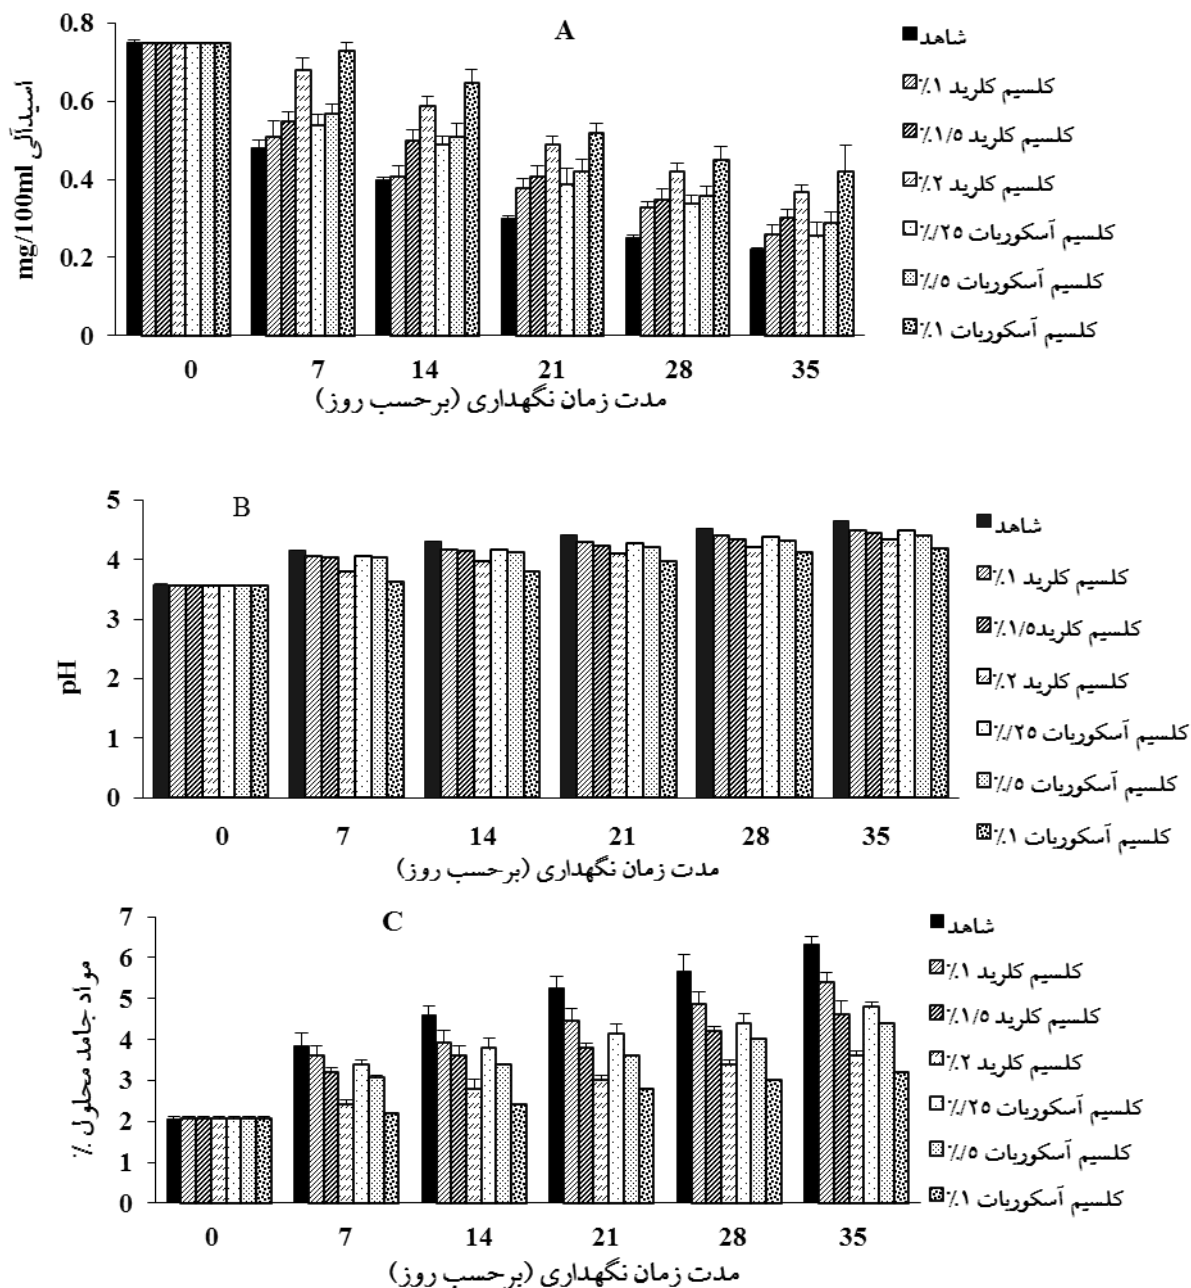 A
0.8
0.6
0.4
0.2
0
اسیدآلی mg/100ml
0 7 14 21 28 35
مدت زمان نگهداری (برحسب روز)
شاهد
کلسیم کلرید ۱٪
کلسیم کلرید ۱/۵٪
کلسیم کلرید ۲٪
کلسیم آسکوربات ۲۵/٪
کلسیم آسکوربات ۵/٪
کلسیم آسکوربات ۱٪
B
5
4
3
2
1
0
pH
0 7 14 21 28 35
مدت زمان نگهداری (برحسب روز)
شاهد
کلسیم کلرید ۱٪
کلسیم کلرید۱/۵٪
کلسیم کلرید ۲٪
کلسیم آسکوربات ۲۵/٪
کلسیم آسکوربات ۵/٪
کلسیم آسکوربات ۱٪
C
7
6
5
4
3
2
1
0
مواد جامد محلول ٪
0 7 14 21 28 35
مدت زمان نگهداری (برحسب روز)
شاهد
کلسیم کلرید ۱٪
کلسیم کلرید ۱/۵٪
کلسیم کلرید ۲٪
کلسیم آسکوربات ۲۵/٪
کلسیم آسکوربات ۵/٪
کلسیم آسکوربات ۱٪